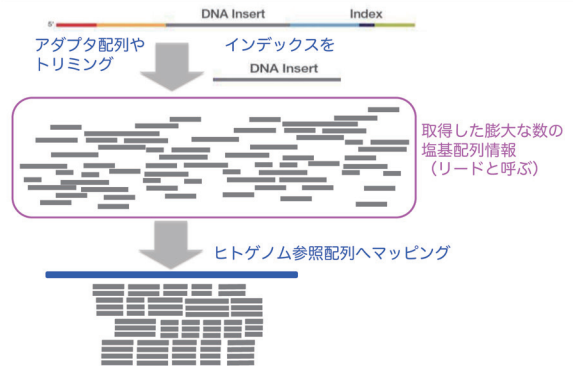 DNA Insert
Index
5'
アダプタ配列や
インデックスを
トリミング
DNA Insert
取得した膨大な数の
塩基配列情報
（リードと呼ぶ）
ヒトゲノム参照配列へマッピング